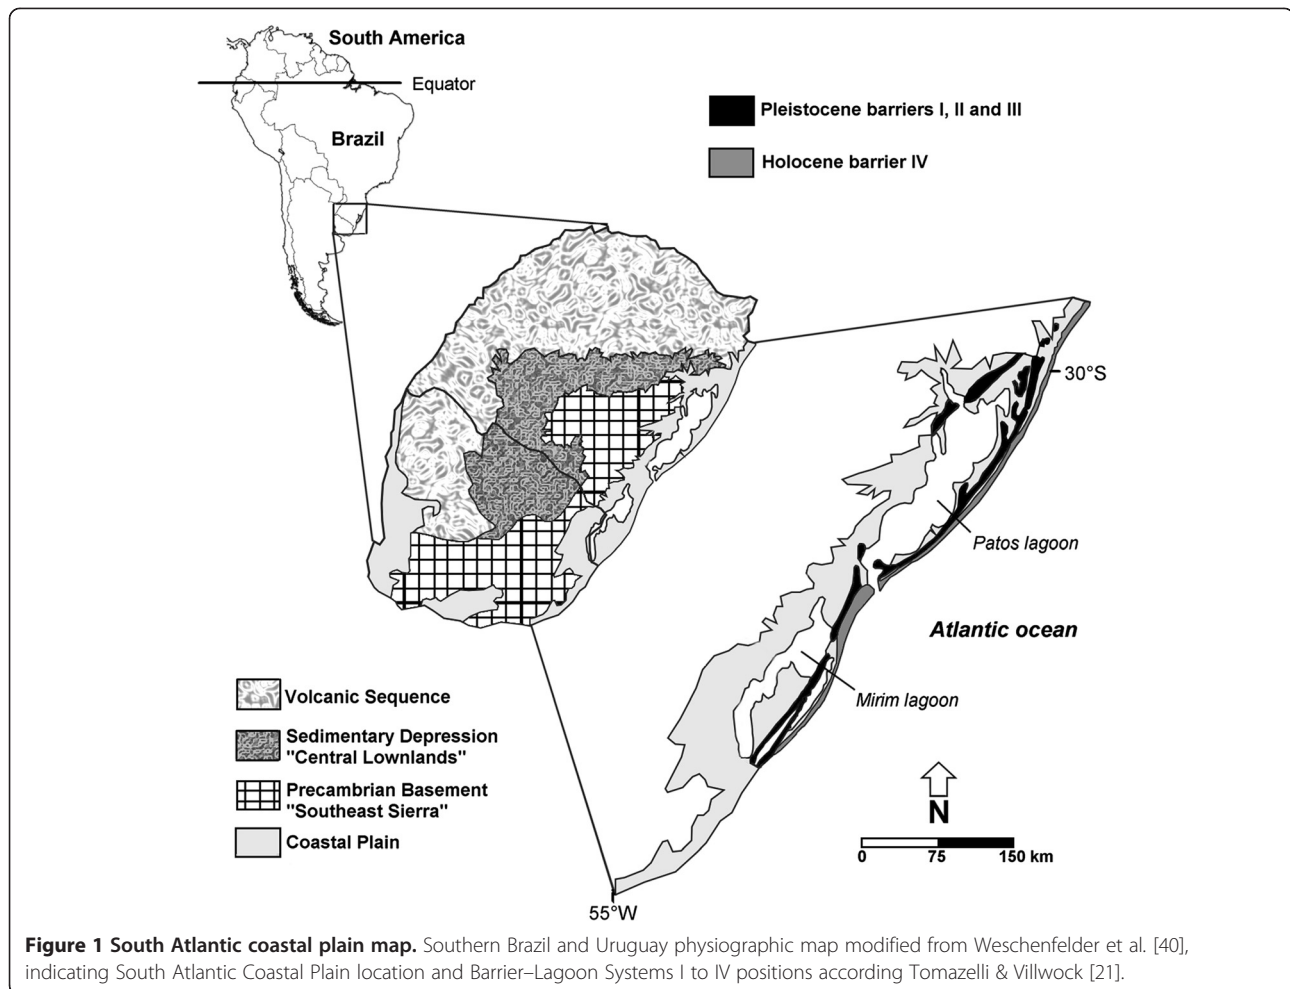 South America
Equator
Brazil
Pleistocene barriers I, II and III
Holocene barrier IV
30°S
Patos lagoon
Atlantic ocean
Mirim lagoon
Volcanic Sequence
Sedimentary Depression
"Central Lownlands"
Precambrian Basement
"Southeast Sierra"
Coastal Plain
N
0 75 150 km
55°W
Figure 1 South Atlantic coastal plain map. Southern Brazil and Uruguay physiographic map modified from Weschenfelder et al. [40],
indicating South Atlantic Coastal Plain location and Barrier–Lagoon Systems I to IV positions according Tomazelli & Villwock [21].